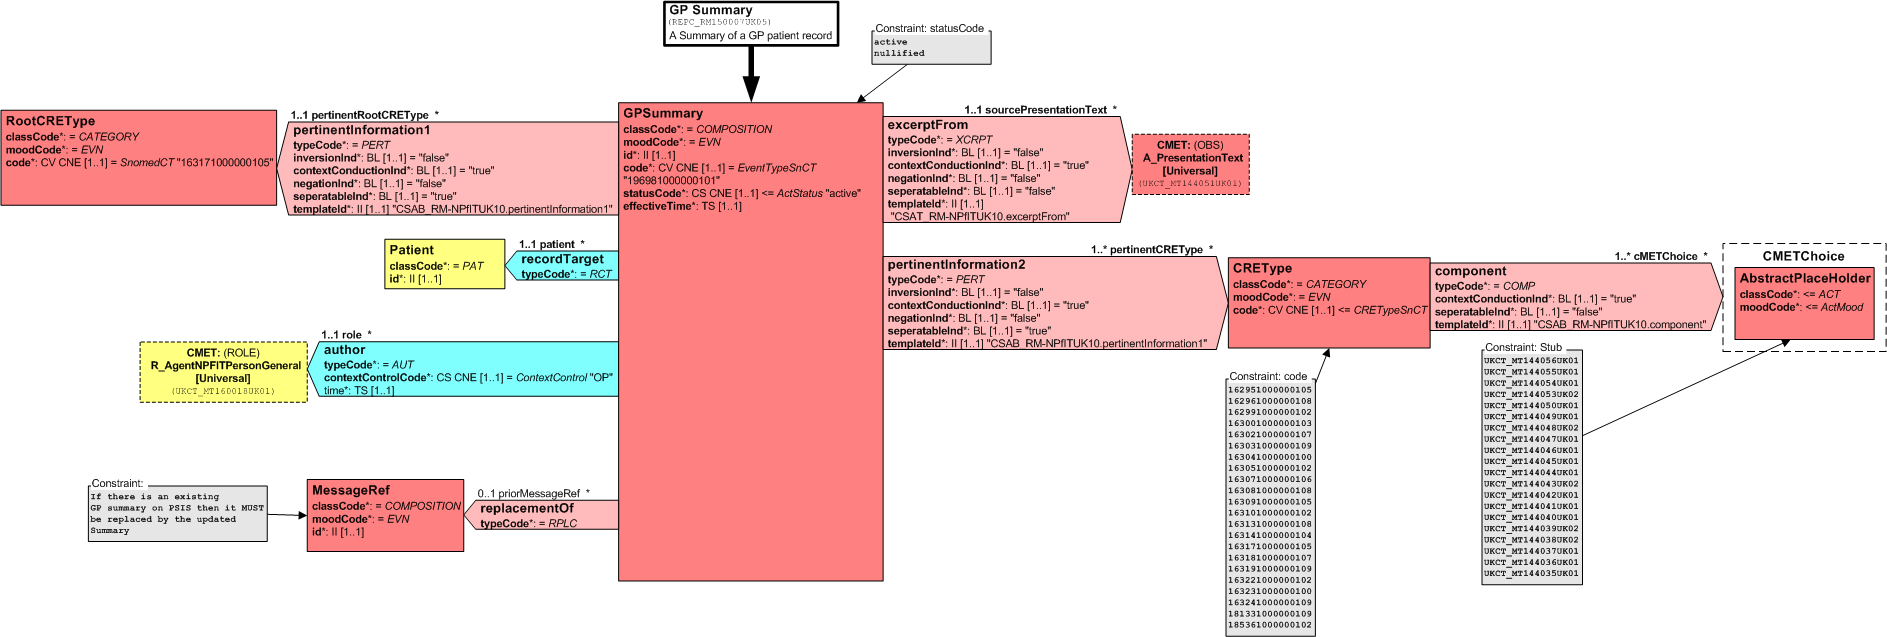 GP Summary
(REPC_RM150007UK05)
A Summary of a GP patient record
Constraint: statusCode
active
nullified
RootCREType
classCode*: = CATEGORY
moodCode*: = EVN
code*: CV CNE [1..1] = SnomedCT "163171000000105"
1..1 pertinentRootCREType *
pertinentInformation1
typeCode*: = PERT
inversionInd*: BL [1..1] = "false"
contextConductionInd*: BL [1..1] = "true"
negationInd*: BL [1..1] = "false"
seperatableInd*: BL [1..1] = "true"
templateId*: II [1..1] "CSAB_RM-NPfITUK10.pertinentInformation1"
GPSummary
classCode*: = COMPOSITION
moodCode*: = EVN
id*: II [1..1]
code*: CV CNE [1..1] = EventTypeSnCT
"196981000000101"
statusCode*: CS CNE [1..1] <= ActStatus "active"
effectiveTime*: TS [1..1]
1..1 sourcePresentationText *
excerptFrom
typeCode*: = XCRPT
inversionInd*: BL [1..1] = "false"
contextConductionInd*: BL [1..1] = "true"
negationInd*: BL [1..1] = "false"
seperatableInd*: BL [1..1] = "false"
templateId*: II [1..1]
"CSAT_RM-NPfITUK10.excerptFrom"
CMET: (OBS)
A_PresentationText
[Universal]
(UKCT_MT144051UK01)
1..1 patient *
recordTarget
typeCode*: = RCT
Patient
classCode*: = PAT
id*: II [1..1]
1..* pertinentCREType *
pertinentInformation2
typeCode*: = PERT
inversionInd*: BL [1..1] = "false"
contextConductionInd*: BL [1..1] = "true"
negationInd*: BL [1..1] = "false"
seperatableInd*: BL [1..1] = "true"
templateId*: II [1..1] "CSAB_RM-NPfITUK10.pertinentInformation1"
CREType
classCode*: = CATEGORY
moodCode*: = EVN
code*: CV CNE [1..1] <= CRETypeSnCT
1..* cMETChoice *
component
typeCode*: = COMP
contextConductionInd*: BL [1..1] = "true"
seperatableInd*: BL [1..1] = "false"
templateId*: II [1..1] "CSAB_RM-NPfITUK10.component"
CMETChoice
AbstractPlaceHolder
classCode*: <= ACT
moodCode*: <= ActMood
1..1 role *
author
typeCode*: = AUT
contextControlCode*: CS CNE [1..1] = ContextControl "OP"
time*: TS [1..1]
CMET: (ROLE)
R_AgentNPFITPersonGeneral
[Universal]
(UKCT_MT160018UK01)
Constraint: code
162951000000105
162961000000108
162991000000102
163001000000103
163021000000107
163031000000109
163041000000100
163051000000102
163071000000106
163081000000108
163091000000105
163101000000102
163131000000108
163141000000104
163171000000105
163181000000107
163191000000109
163221000000102
163231000000100
163241000000109
181331000000109
185361000000102
Constraint: Stub
UKCT_MT144056UK01
UKCT_MT144055UK01
UKCT_MT144054UK01
UKCT_MT144053UK02
UKCT_MT144050UK01
UKCT_MT144049UK01
UKCT_MT144048UK02
UKCT_MT144047UK01
UKCT_MT144046UK01
UKCT_MT144045UK01
UKCT_MT144044UK01
UKCT_MT144043UK02
UKCT_MT144042UK01
UKCT_MT144041UK01
UKCT_MT144040UK01
UKCT_MT144039UK02
UKCT_MT144038UK02
UKCT_MT144037UK01
UKCT_MT144036UK01
UKCT_MT144035UK01
Constraint:
If there is an existing
GP summary on PSIS then it MUST
be replaced by the updated
Summary
MessageRef
classCode*: = COMPOSITION
moodCode*: = EVN
id*: II [1..1]
0..1 priorMessageRef *
replacementOf
typeCode*: = RPLC